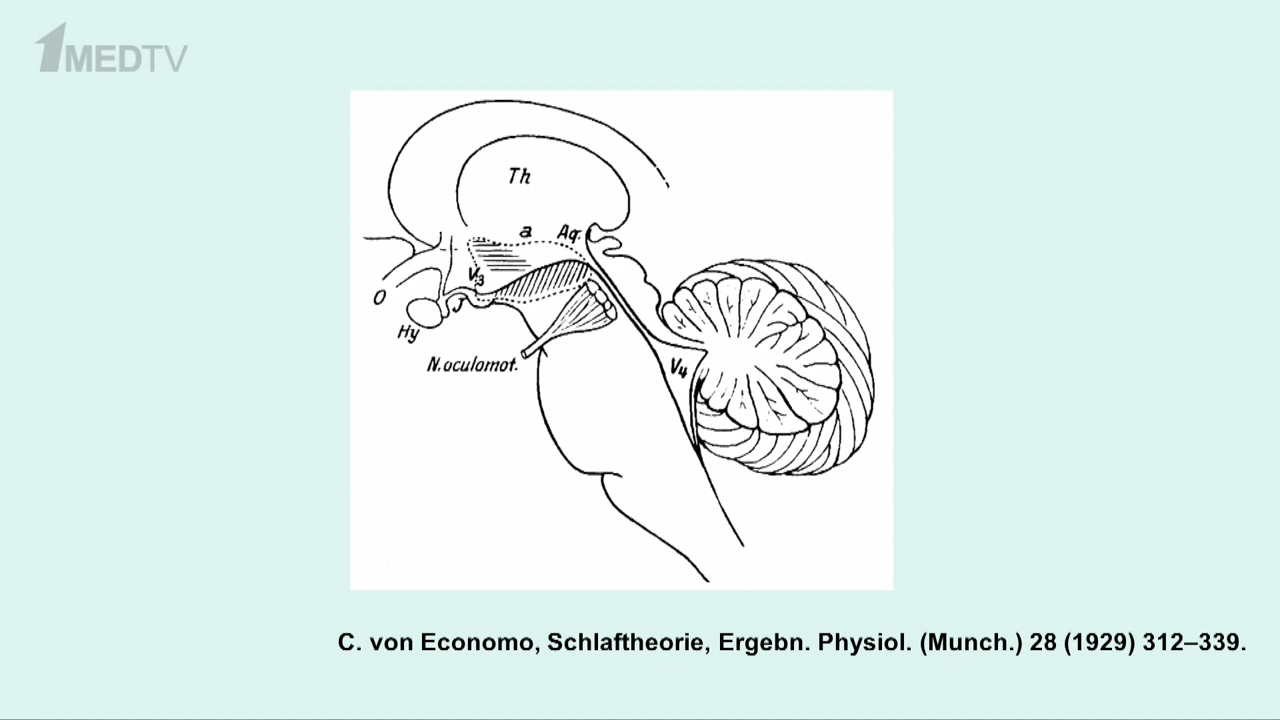 1MEDTV
Th
a
Aq.
V3
O
J
Hy
N.oculomot.
V4
C. von Economo, Schlaftheorie, Ergebn. Physiol. (Munch.) 28 (1929) 312–339.